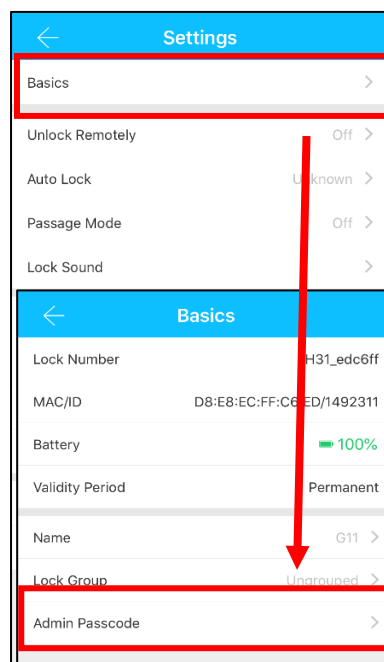 Settings
Basics
Unlock Remotely Off
Auto Lock Unknown
Passage Mode Off
Lock Sound
Basics
Lock Number H31_edc6ff
MAC/ID D8:E8:EC:FF:C6:ED/1492311
Battery 100%
Validity Period Permanent
Name G11
Lock Group Ungrouped
Admin Passcode